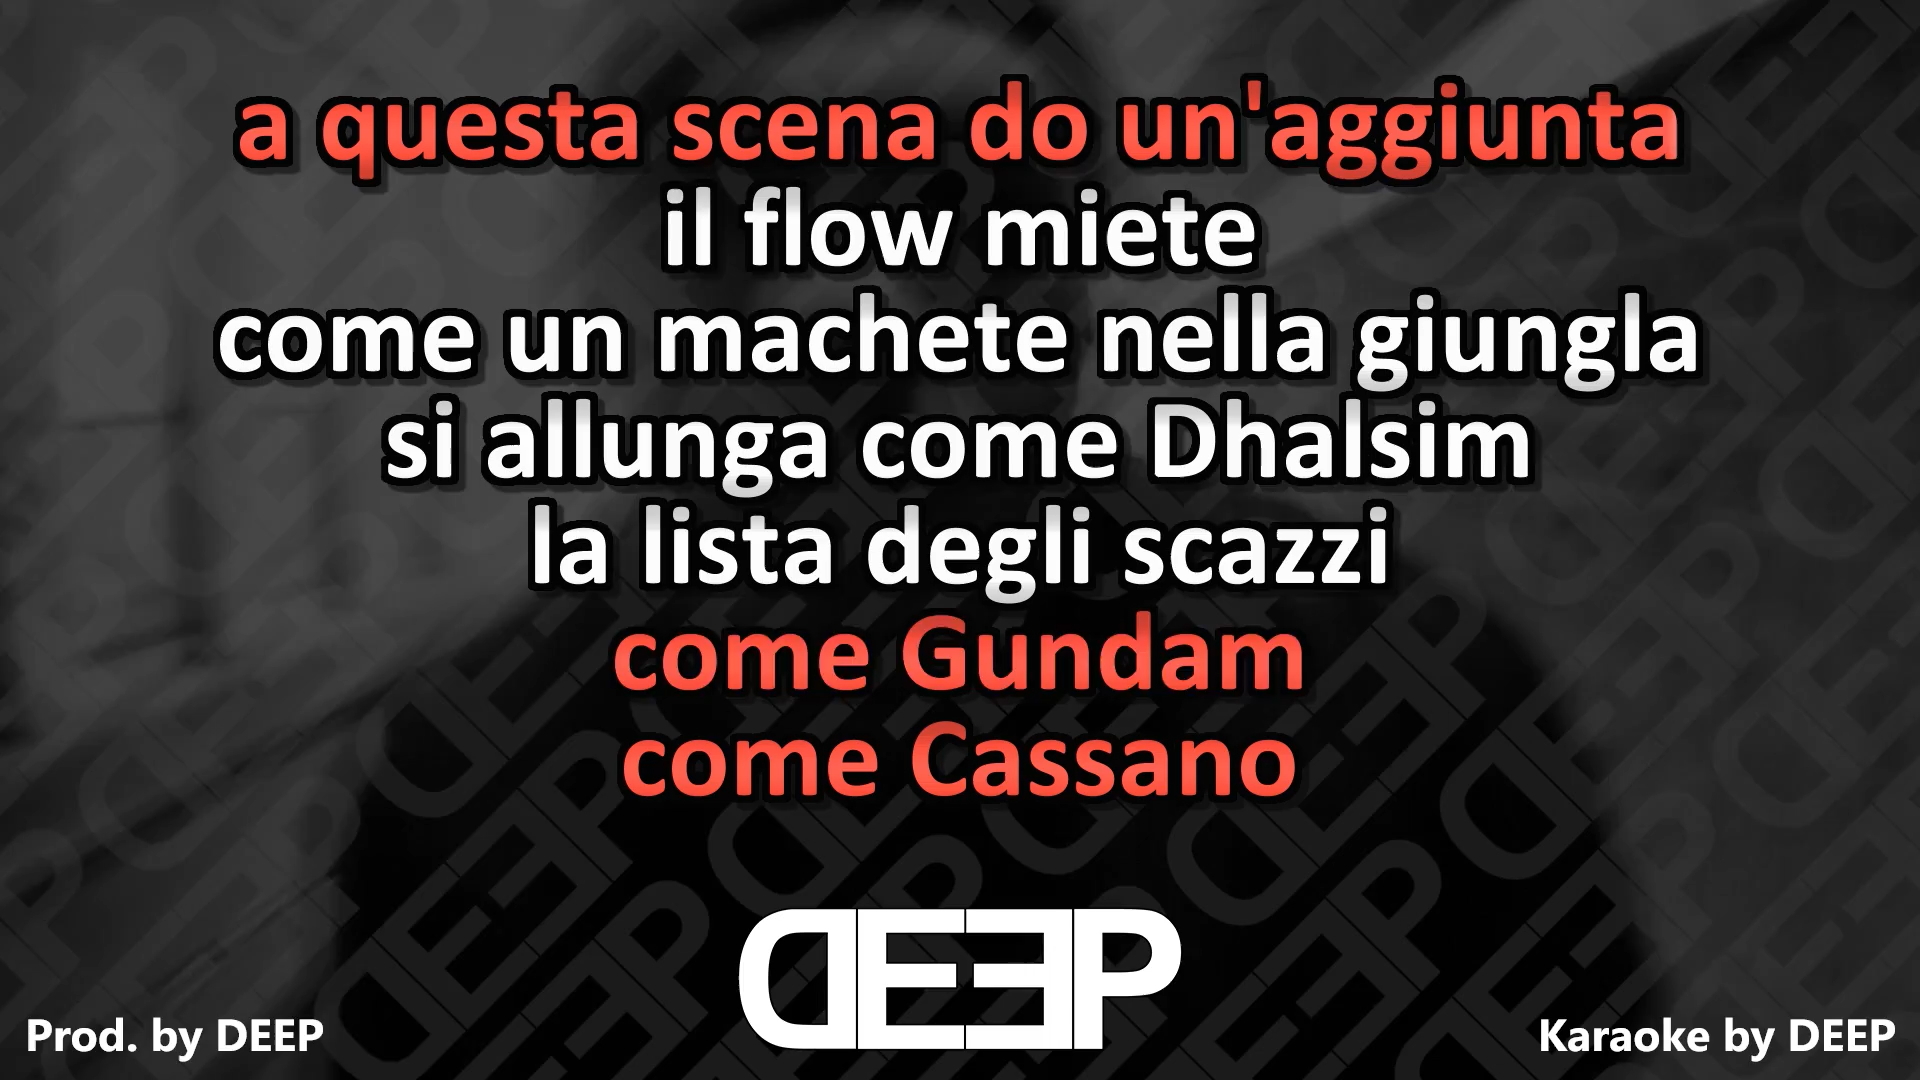 a questa scena do un'aggiunta
il flow miete
come un machete nella giungla
si allunga come Dhalsim
la lista degli scazzi
come Gundam
come Cassano
DEEP
Prod. by DEEP
Karaoke by DEEP